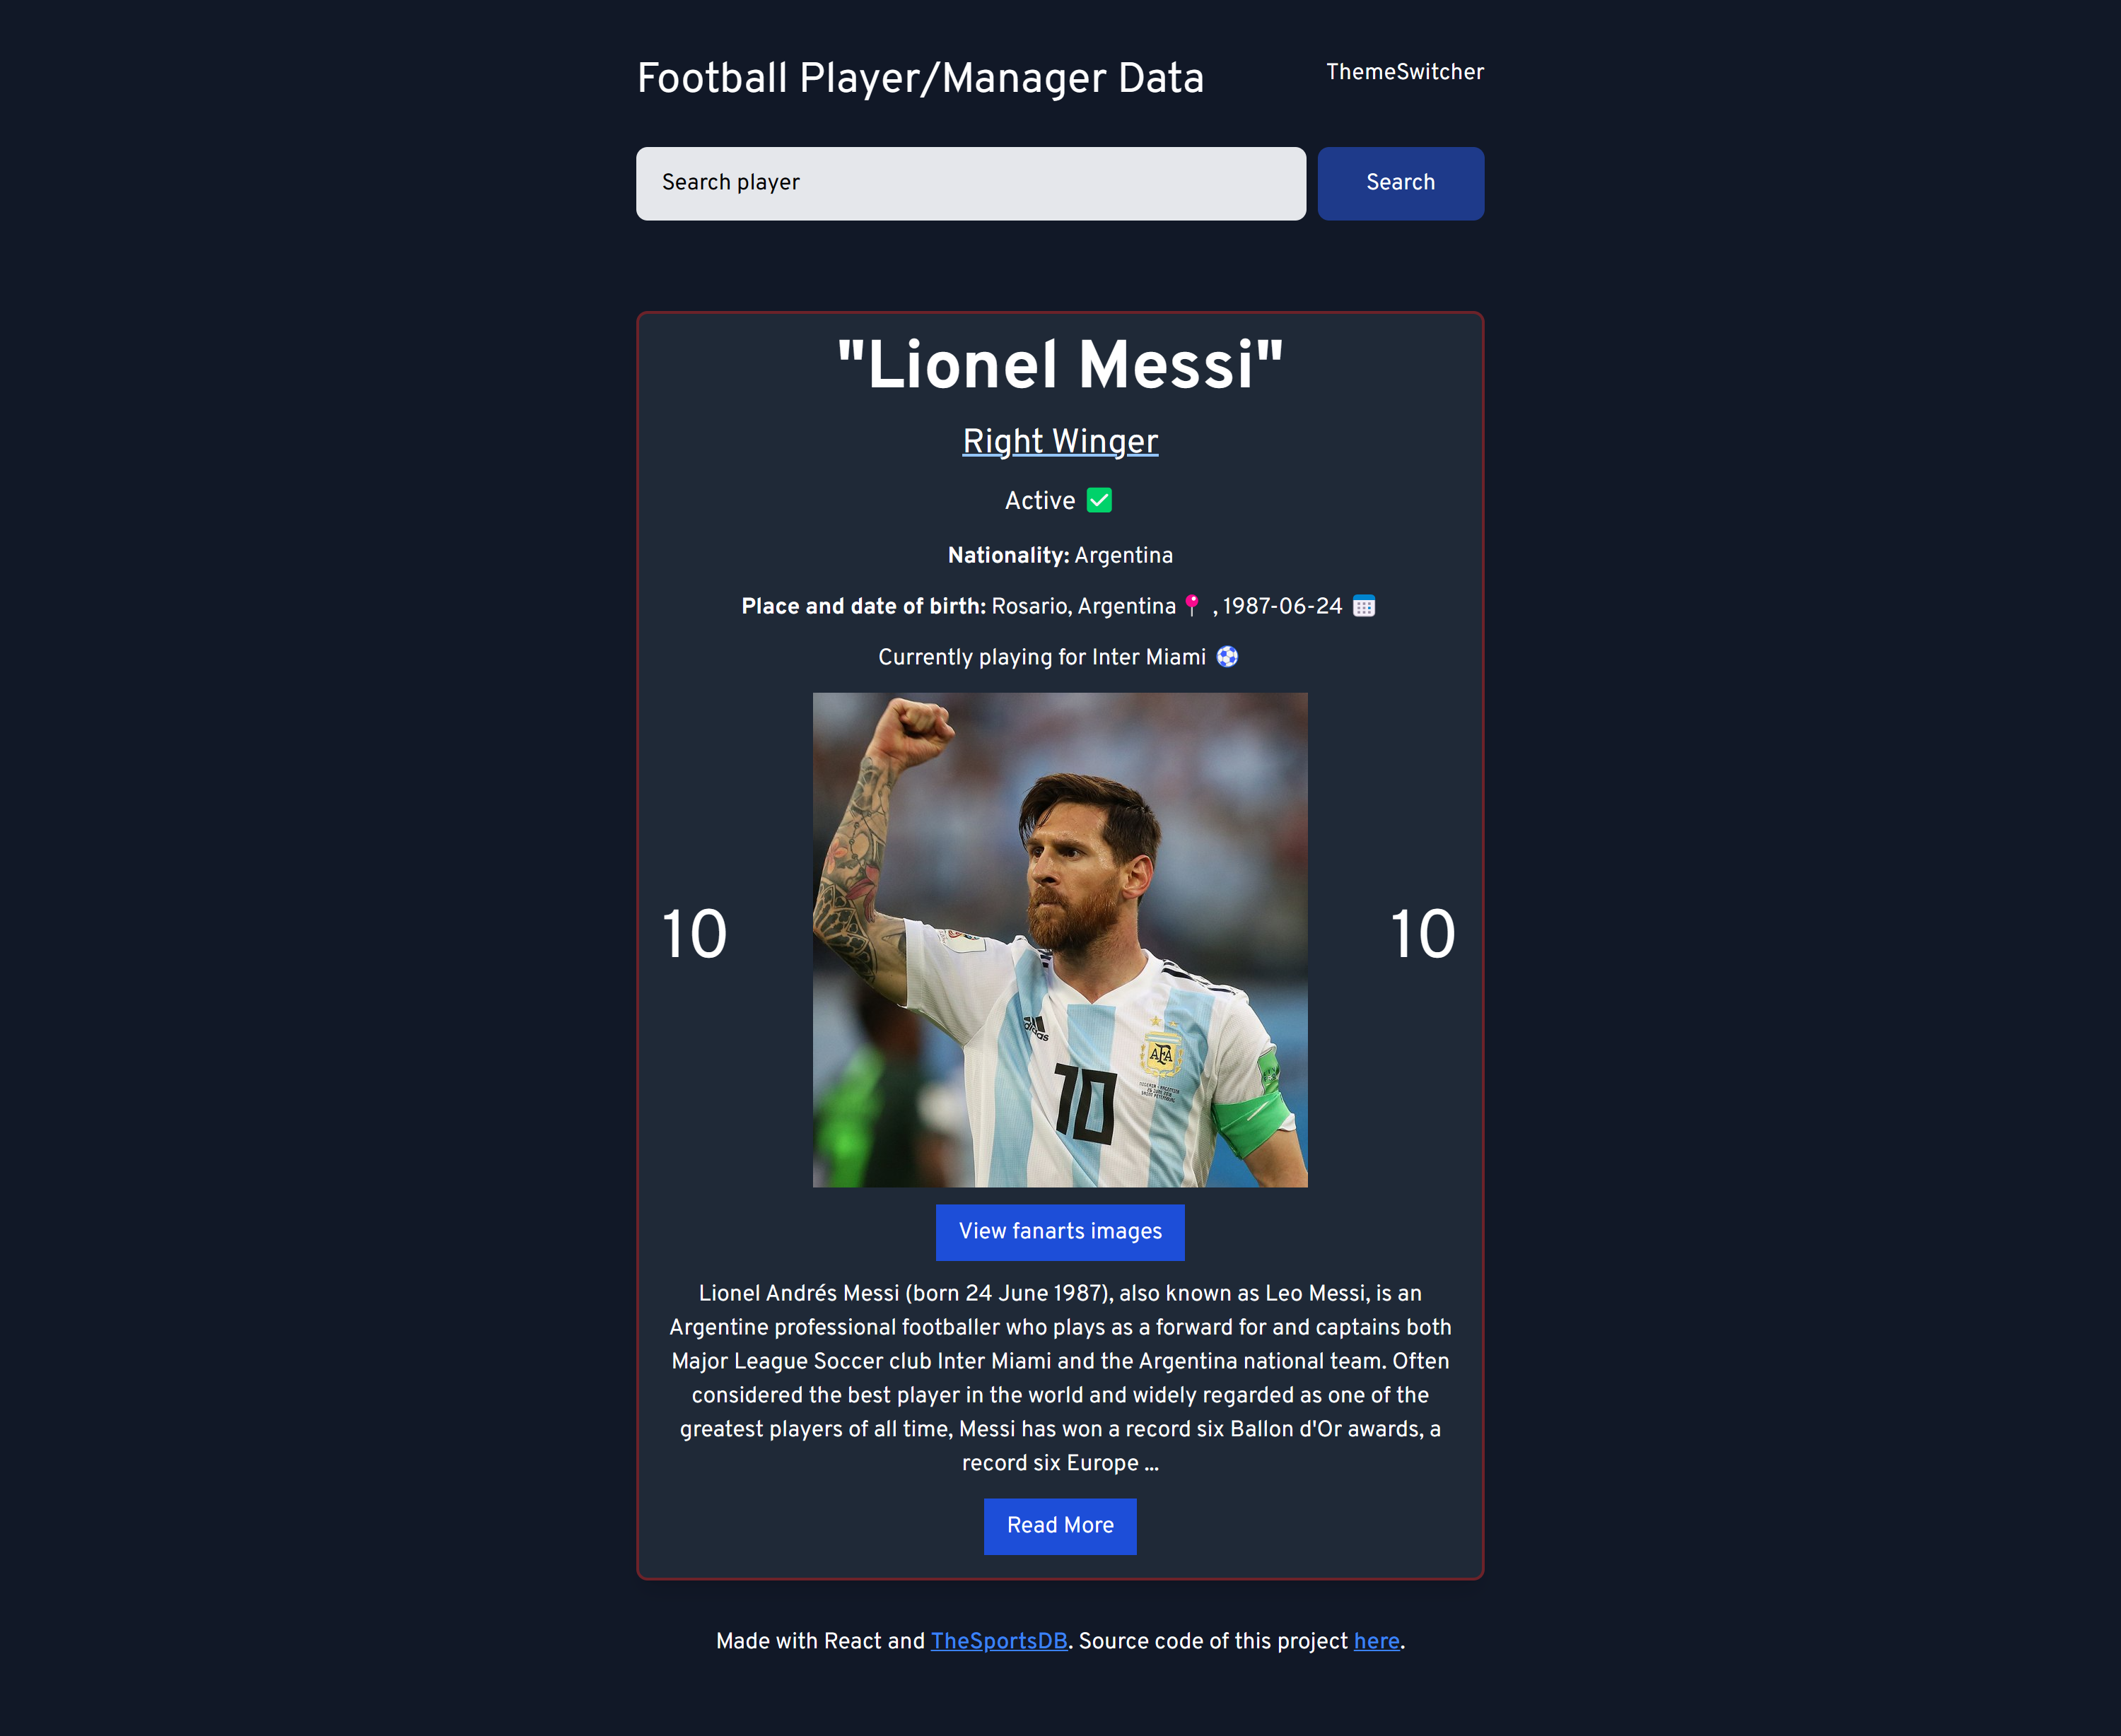 Football Player/Manager Data
ThemeSwitcher
Search player
Search
"Lionel Messi"
Right Winger
Active ✅
Nationality: Argentina
Place and date of birth: Rosario, Argentina 📍 , 1987-06-24 📅
Currently playing for Inter Miami ⚽
10
adidas
AFA
10
10
View fanarts images
Lionel Andrés Messi (born 24 June 1987), also known as Leo Messi, is an
Argentine professional footballer who plays as a forward for and captains both
Major League Soccer club Inter Miami and the Argentina national team. Often
considered the best player in the world and widely regarded as one of the
greatest players of all time, Messi has won a record six Ballon d'Or awards, a
record six Europe ...
Read More
Made with React and TheSportsDB. Source code of this project here.